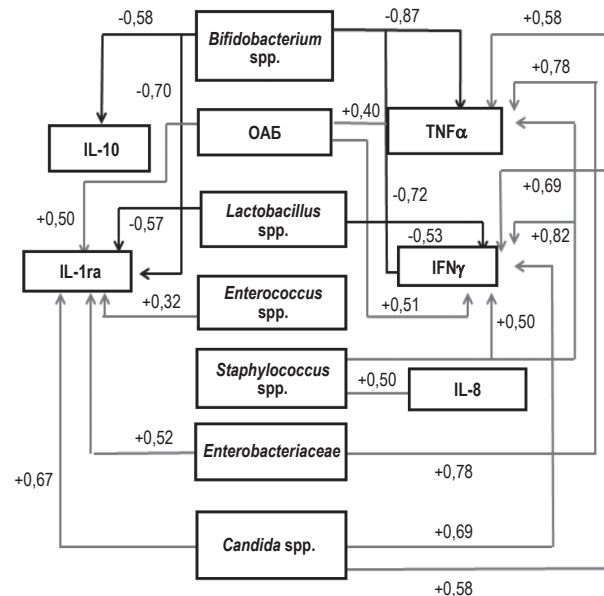 -0,58
-0,87
+0,58
Bifidobacterium
spp.
-0,70
+0,78
+0,40
ОАБ
TNFα
IL-10
+0,69
-0,72
+0,50
-0,57
Lactobacillus
spp.
-0,53
+0,82
IL-1ra
IFNγ
Enterococcus
spp.
+0,32
+0,51
+0,50
Staphylococcus
spp.
+0,50
IL-8
+0,52
Enterobacteriaceae
+0,67
+0,78
Candida spp.
+0,69
+0,58